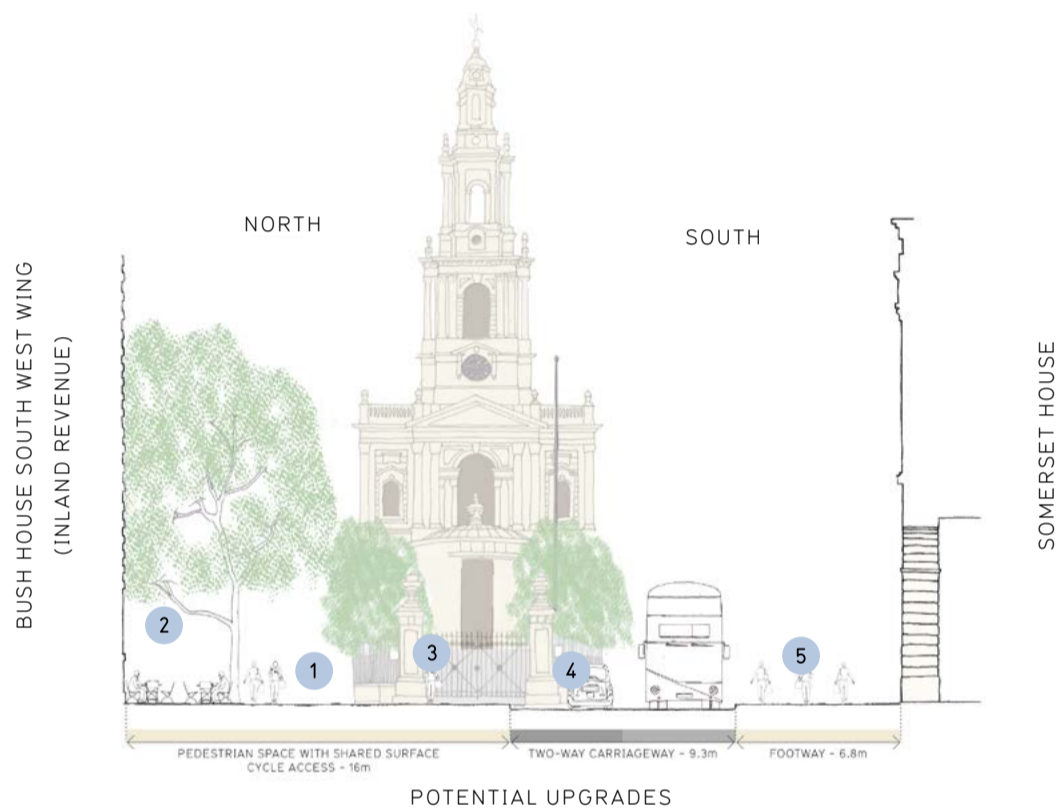 NORTH
SOUTH
BUSH HOUSE SOUTH WEST WING
(INLAND REVENUE)
SOMERSET HOUSE
2
1
3
4
5
PEDESTRIAN SPACE WITH SHARED SURFACE
CYCLE ACCESS - 16m
TWO-WAY CARRIAGEWAY - 9.3m
FOOTWAY - 6.8m
POTENTIAL UPGRADES